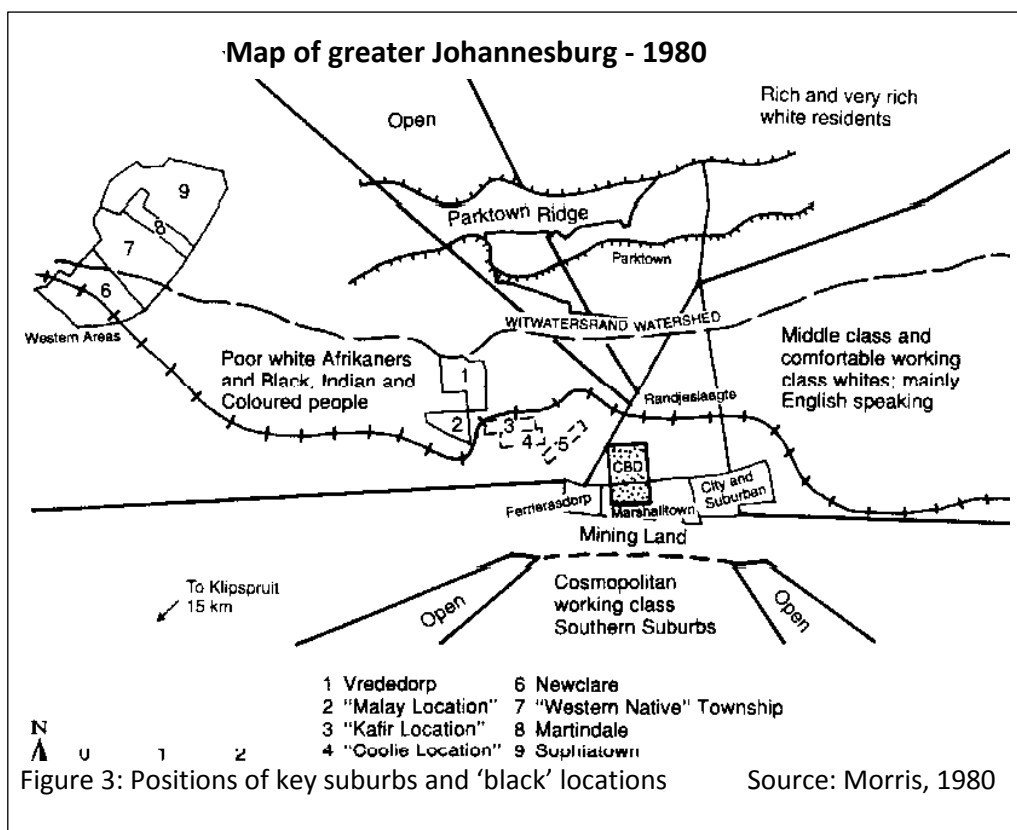 Map of greater Johannesburg - 1980
Open
Rich and very rich
white residents
9
8
7
6
Parktown Ridge
Parktown
WITWATERSRAND WATERSHED
Western Areas
Poor white Afrikaners
and Black, Indian and
Coloured people
1
2
3
4
5
Middle class and
comfortable working
class whites; mainly
English speaking
Randjeslaagte
CBD
City and
Suburban
Ferrierasdorp
Marshalltown
Mining Land
To Klipspruit
15 km
Open
Cosmopolitan
working class
Southern Suburbs
Open
1 Vrededorp
2 "Malay Location"
3 "Kafir Location"
4 "Coolie Location"
6 Newclare
7 "Western Native" Township
8 Martindale
9 Sophiatown
N
0 1 2
Figure 3: Positions of key suburbs and ‘black’ locations
Source: Morris, 1980